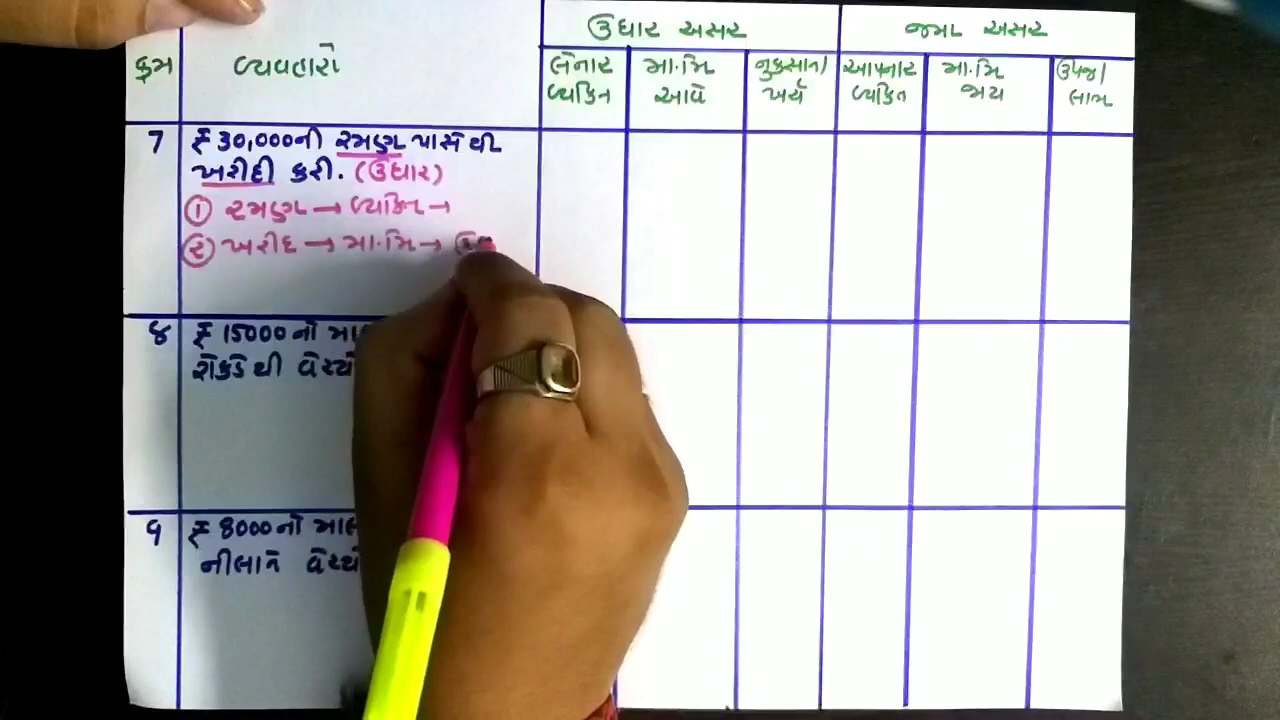 ઉધાર અસર જમા અસર
ક્રમ વ્યવહારો લેનાર વ્યકિત મા.મિ આવે નુકસાન/ ખર્ચ આપનાર વ્યકિત મા.મિ જાય ઉપજ/ લાભ
7 ₹ 30,000ની રમણ પાસેથી
ખરીદી કરી. (ઉધાર)
① રમણ → વ્યકિત →
② ખરીદ → મા.મિ →
8 ₹ 15000નો
રોકડેથી
9 ₹ 8000નો
નીલાને